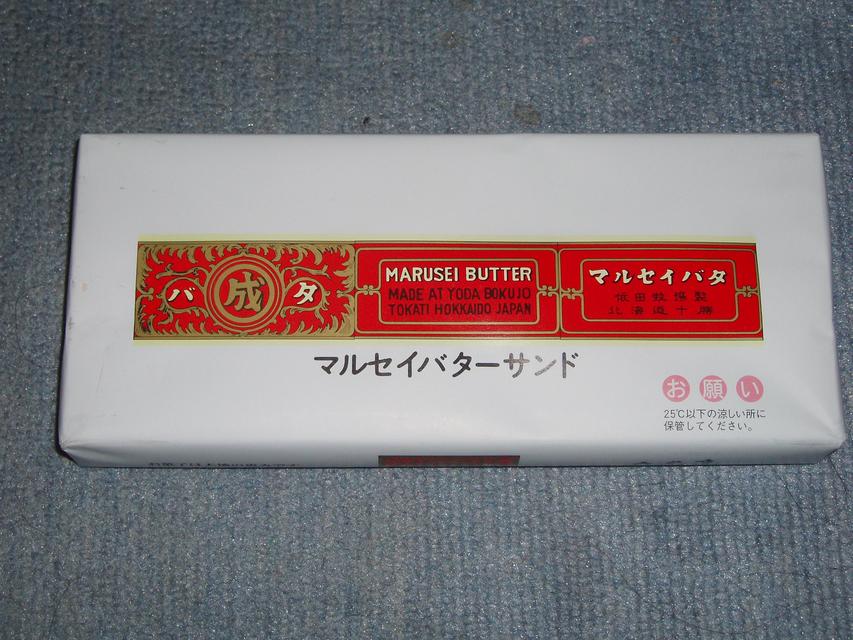 バ 成 タ
MARUSEI BUTTER
MADE AT YODA BOKUJO
TOKATI HOKKAIDO JAPAN
マルセイバタ
依田牧場製
北海道十勝
マルセイバターサンド
お願い
25℃以下の涼しい所に
保管してください。